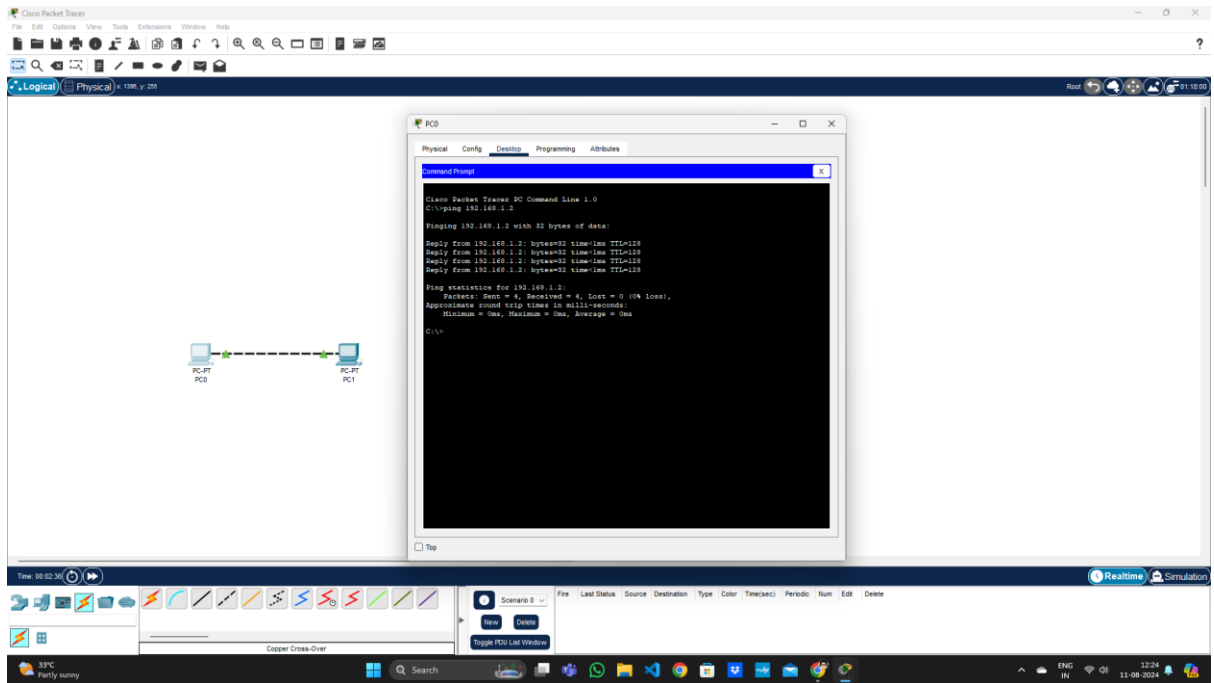 Cisco Packet Tracer
File Edit Options View Tools Extensions Window Help
?
Logical Physical x: 1396, y: 255 Root 01:18:00
PC0
Physical Config Desktop Programming Attributes
Command Prompt X
Cisco Packet Tracer PC Command Line 1.0
C:\>ping 192.168.1.2
Pinging 192.168.1.2 with 32 bytes of data:
Reply from 192.168.1.2: bytes=32 time<1ms TTL=128
Reply from 192.168.1.2: bytes=32 time<1ms TTL=128
Reply from 192.168.1.2: bytes=32 time<1ms TTL=128
Reply from 192.168.1.2: bytes=32 time<1ms TTL=128
Ping statistics for 192.168.1.2:
Packets: Sent = 4, Received = 4, Lost = 0 (0% loss),
Approximate round trip times in milli-seconds:
Minimum = 0ms, Maximum = 0ms, Average = 0ms
C:\>
PC-PT
PC0
PC-PT
PC1
Top
Time: 00:02:36 Realtime Simulation
Scenario 0 Fire Last Status Source Destination Type Color Time(sec) Periodic Num Edit Delete
New Delete
Toggle PDU List Window
Copper Cross-Over
33°C
Partly sunny
Search
ENG
IN
12:24
11-08-2024